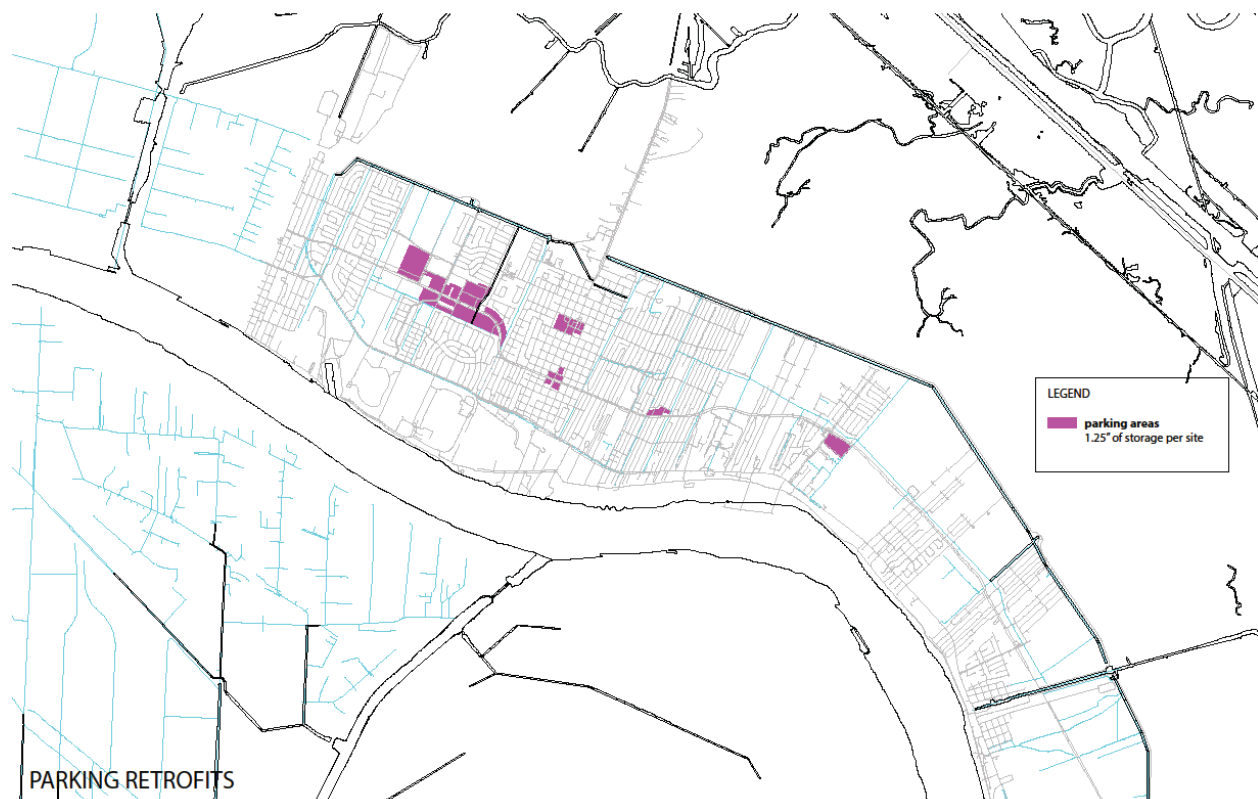 LEGEND
parking areas
1.25" of storage per site
PARKING RETROFITS